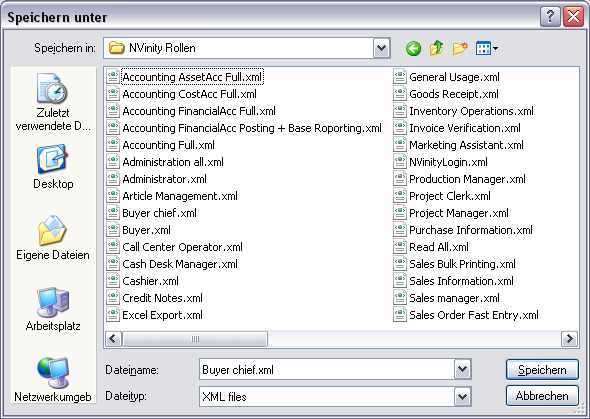 Speichern unter
Speichern in:
NVinity Rollen
Zuletzt
verwendete D...
Desktop
Eigene Dateien
Arbeitsplatz
Netzwerkumgeb
Accounting AssetAcc Full.xml
Accounting CostAcc Full.xml
Accounting FinancialAcc Full.xml
Accounting FinancialAcc Posting + Base Roporting.xml
Accounting Full.xml
Administration all.xml
Administrator.xml
Article Management.xml
Buyer chief.xml
Buyer.xml
Call Center Operator.xml
Cash Desk Manager.xml
Cashier.xml
Credit Notes.xml
Excel Export.xml
General Usage.xml
Goods Receipt.xml
Inventory Operations.xml
Invoice Verification.xml
Marketing Assistant.xml
NVinityLogin.xml
Production Manager.xml
Project Clerk.xml
Project Manager.xml
Purchase Information.xml
Read All.xml
Sales Bulk Printing.xml
Sales Information.xml
Sales manager.xml
Sales Order Fast Entry.xml
Dateiname:
Buyer chief.xml
Speichern
Dateityp:
XML files
Abbrechen